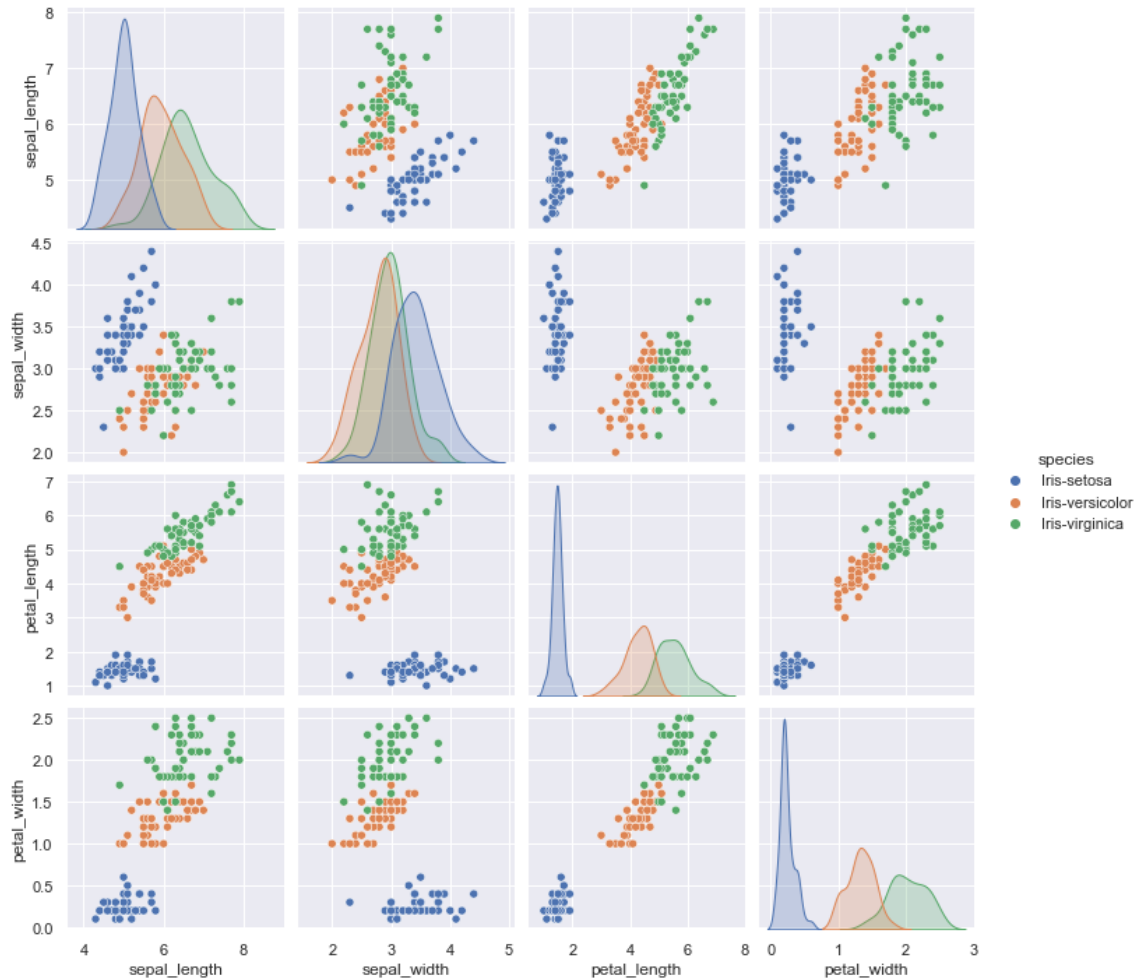 8
7
6
5
sepal_length
4.5
4.0
3.5
3.0
2.5
2.0
sepal_width
species
Iris-setosa
Iris-versicolor
Iris-virginica
7
6
5
4
3
2
1
petal_length
2.5
2.0
1.5
1.0
0.5
0.0
petal_width
4 6 8 2 3 4 5 2 4 6 8 0 1 2 3
sepal_length sepal_width petal_length petal_width